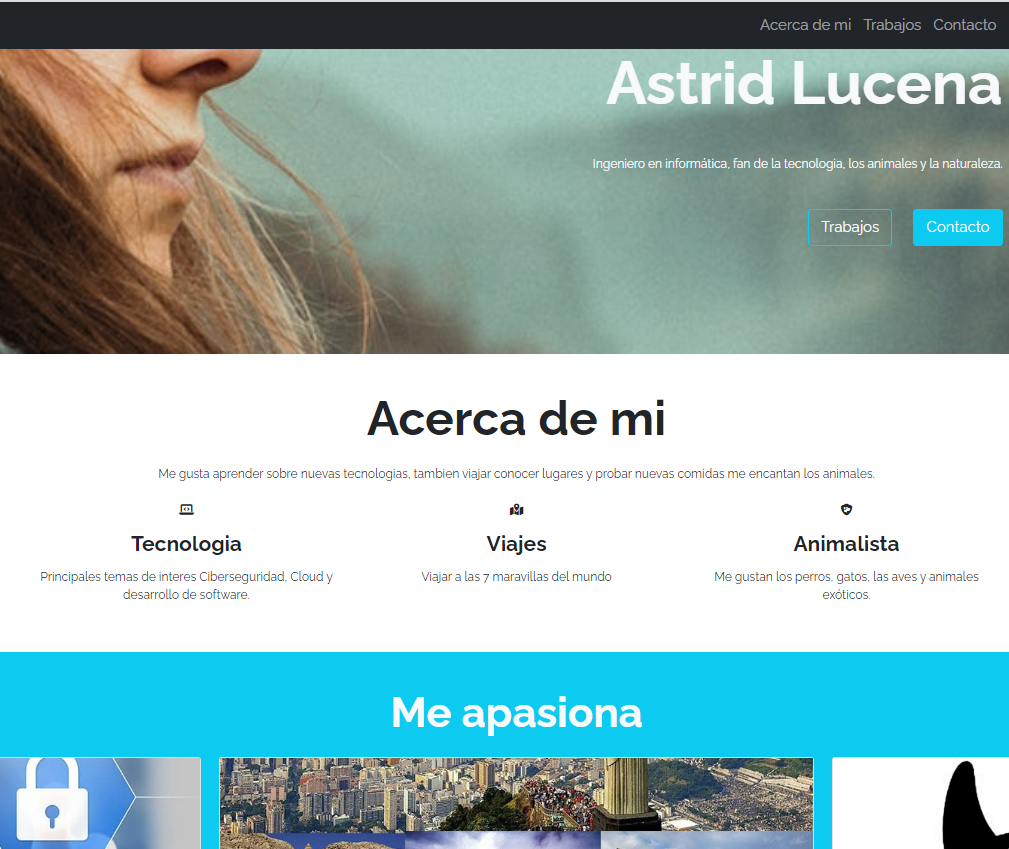 Acerca de mi Trabajos Contacto
Astrid Lucena
Ingeniero en informática, fan de la tecnologia, los animales y la naturaleza.
Trabajos Contacto
Acerca de mi
Me gusta aprender sobre nuevas tecnologias, tambien viajar conocer lugares y probar nuevas comidas me encantan los animales.
Tecnologia
Principales temas de interes Ciberseguridad, Cloud y
desarrollo de software.
Viajes
Viajar a las 7 maravillas del mundo
Animalista
Me gustan los perros, gatos, las aves y animales
exóticos.
Me apasiona